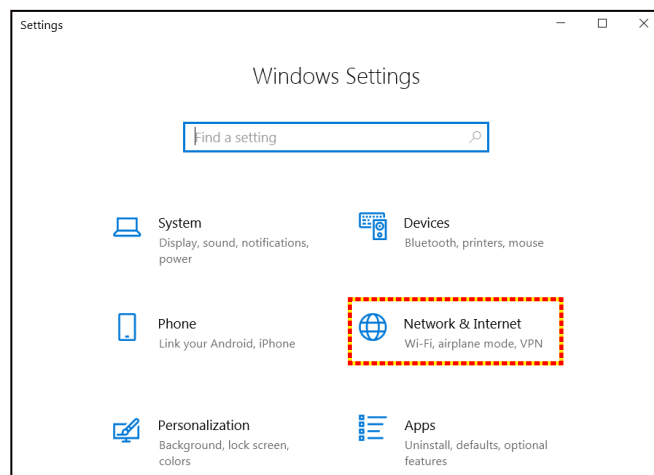 Settings
Windows Settings
Find a setting
System
Display, sound, notifications,
power
Devices
Bluetooth, printers, mouse
Phone
Link your Android, iPhone
Network & Internet
Wi-Fi, airplane mode, VPN
Personalization
Background, lock screen,
colors
Apps
Uninstall, defaults, optional
features